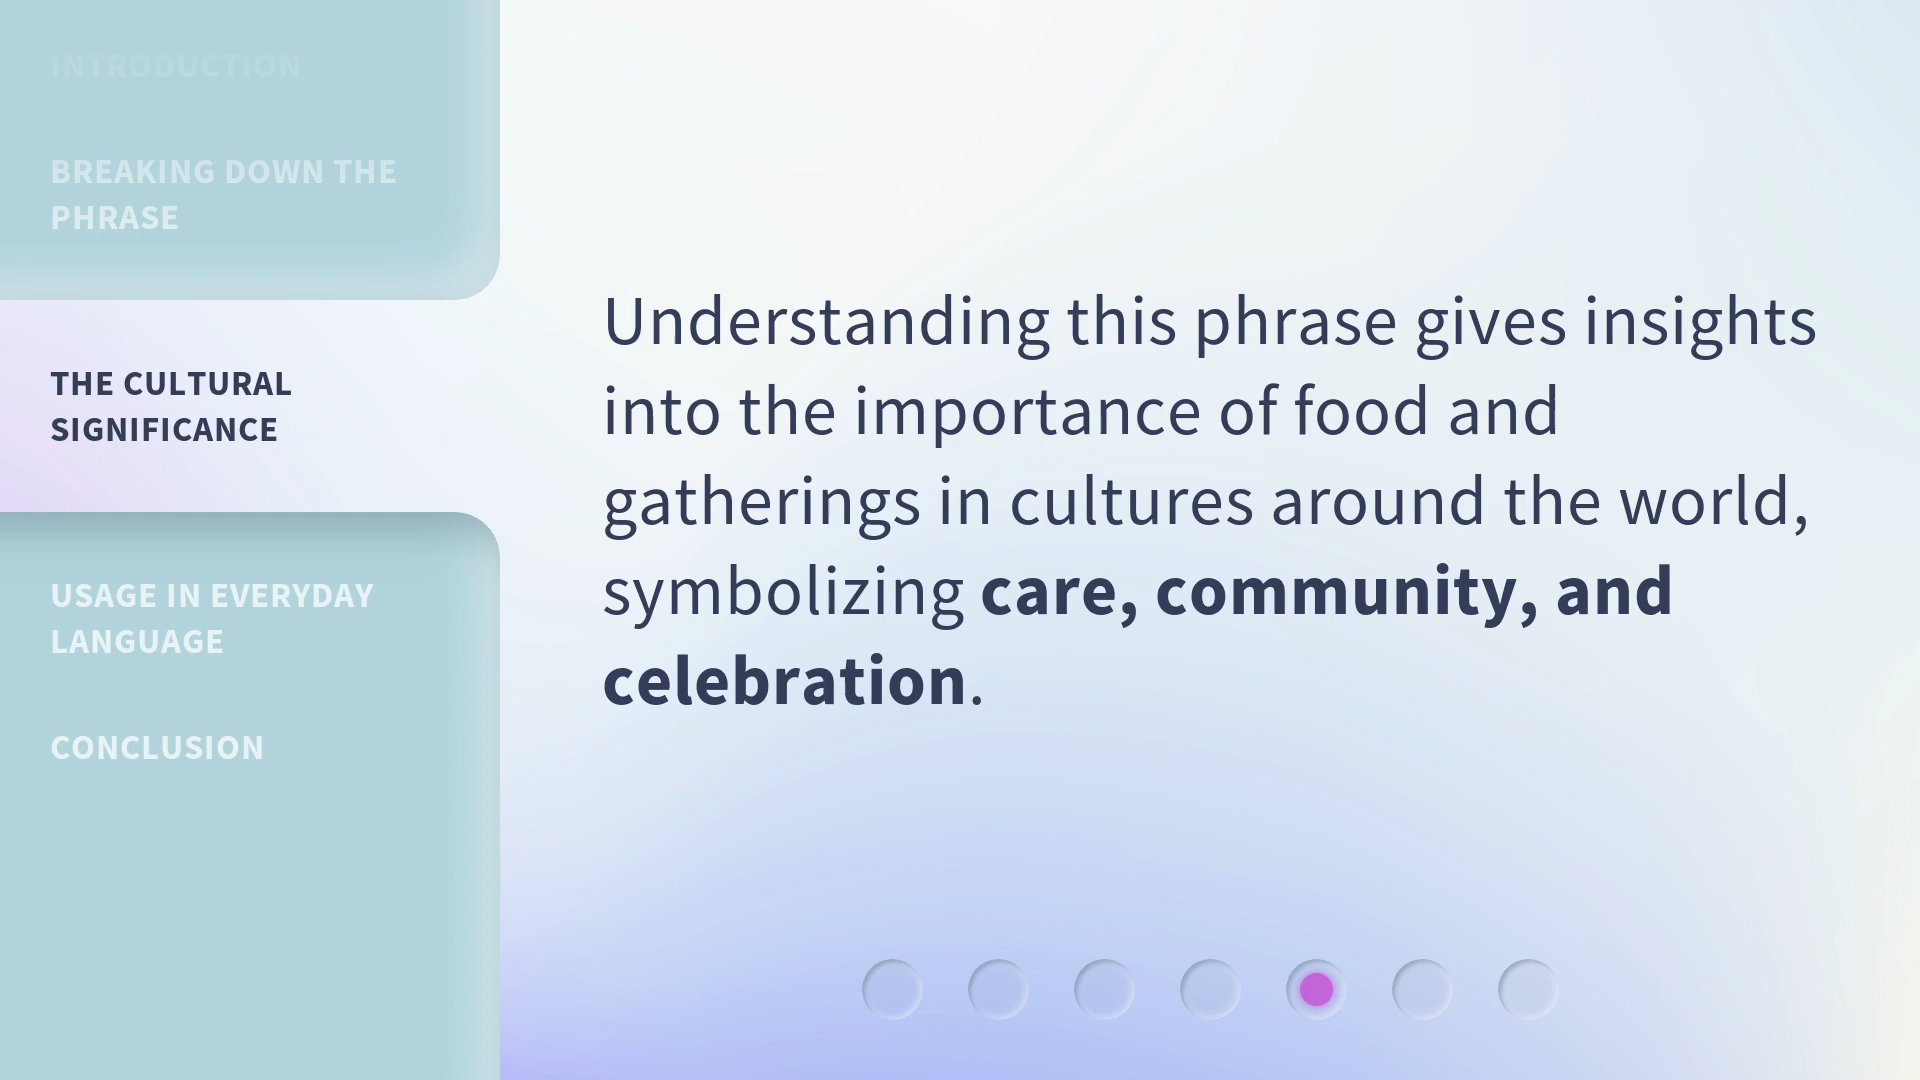 INTRODUCTION
BREAKING DOWN THE
PHRASE
THE CULTURAL
SIGNIFICANCE
USAGE IN EVERYDAY
LANGUAGE
CONCLUSION
Understanding this phrase gives insights
into the importance of food and
gatherings in cultures around the world,
symbolizing care, community, and
celebration.